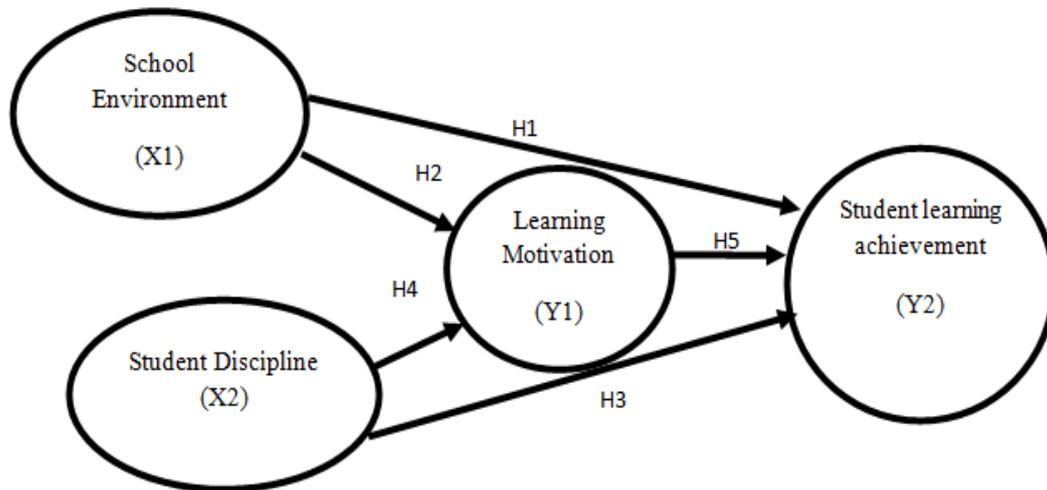 School
Environment
(X1)
H1
H2
Learning
Motivation
(Y1)
H5
Student learning
achievement
(Y2)
H4
Student Discipline
(X2)
H3